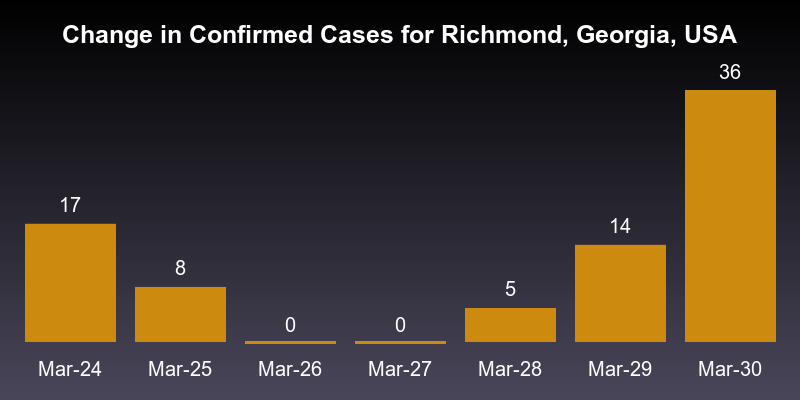 Change in Confirmed Cases for Richmond, Georgia, USA
36
17
14
8
5
0
0
Mar-24
Mar-25
Mar-26
Mar-27
Mar-28
Mar-29
Mar-30